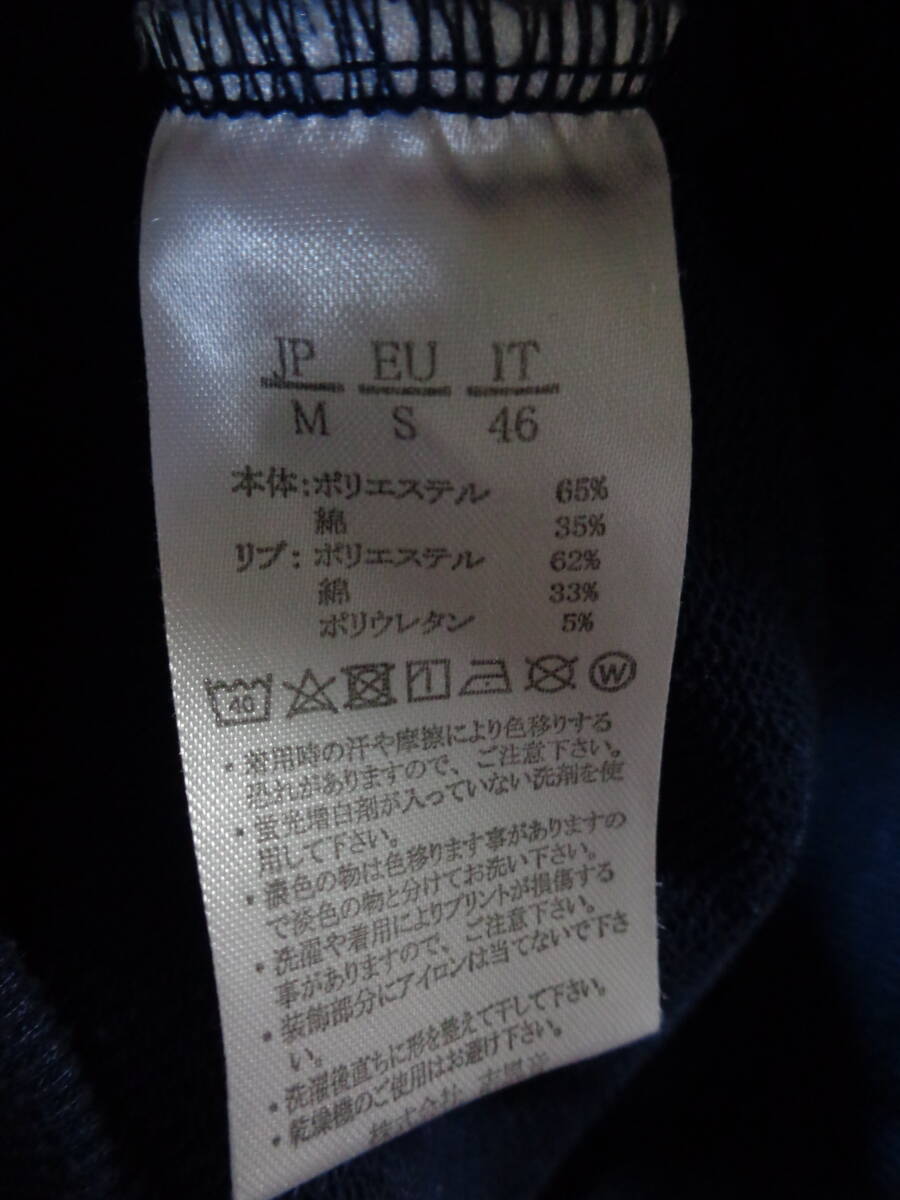 JP EU IT
M S 46
本体:ポリエステル 65%
綿 35%
リブ:ポリエステル 62%
綿 33%
ポリウレタン 5%
40 W
・着用時の汗や摩擦により色移りする
恐れがありますので、ご注意下さい。
・蛍光増白剤が入っていない洗剤を使
用して下さい。
・濃色の物は色移りします事がありますの
で淡色の物と分けてお洗い下さい。
・洗濯や着用によりプリントが損傷する
事がありますので、ご注意下さい。
・装飾部分にアイロンは当てないで下さ
い。
・洗濯後直ちに形を整えて干して下さい。
・乾燥機のご使用はお避け下さい。
株式会社